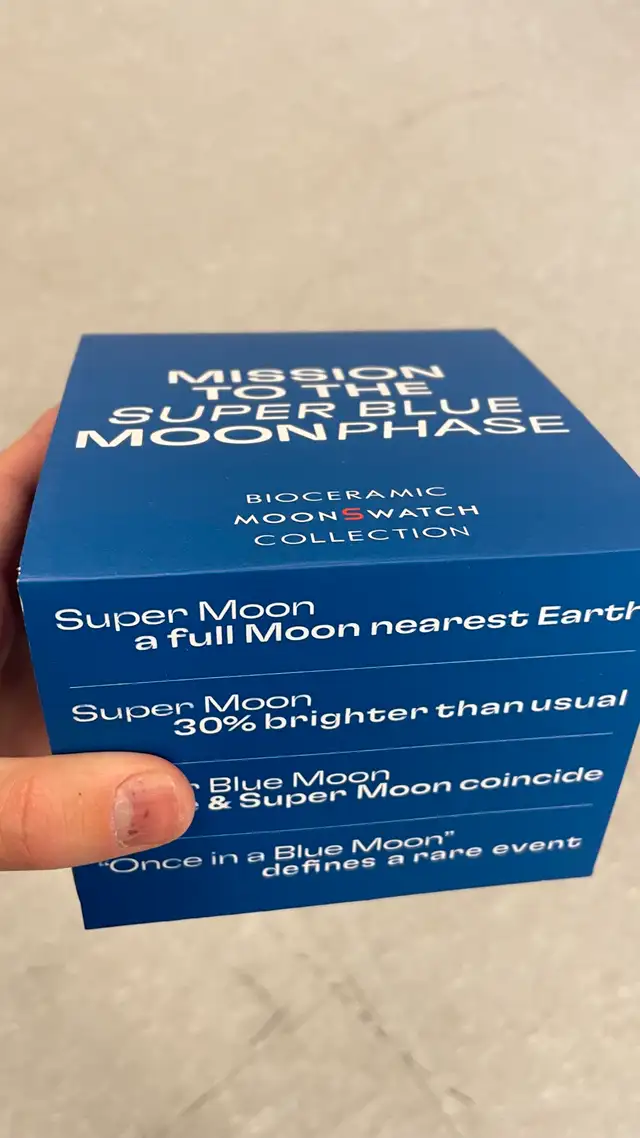 MISSION
TO THE
SUPER BLUE
MOONPHASE
BIOCERAMIC
MOONSWATCH
COLLECTION
Super Moon
a full Moon nearest Earth
Super Moon
30% brighter than usual
Blue Moon
& Super Moon coincide
"Once in a Blue Moon"
defines a rare event